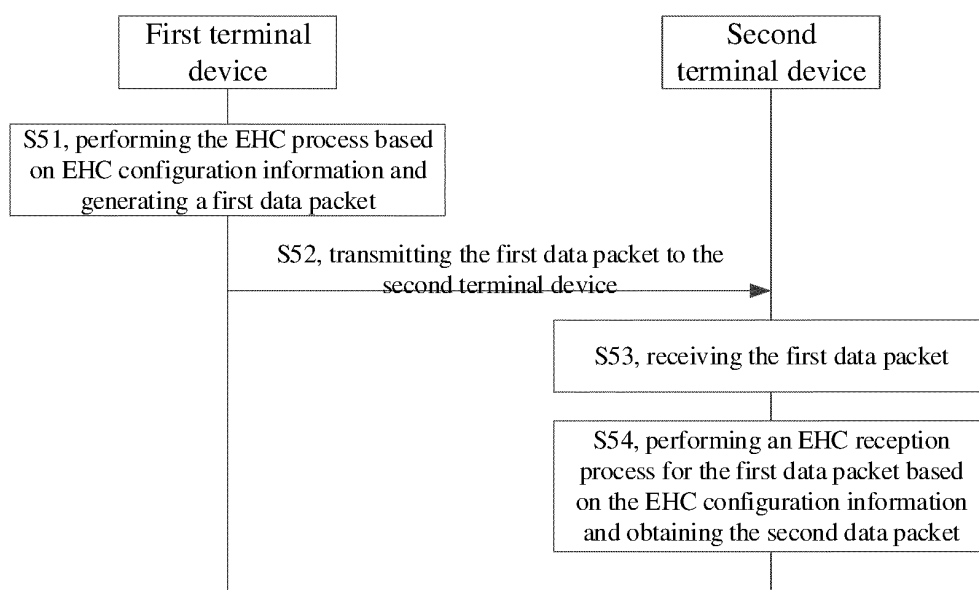 First terminal
device
Second
terminal device
S51, performing the EHC process based
on EHC configuration information and
generating a first data packet
S52, transmitting the first data packet to the
second terminal device
S53, receiving the first data packet
S54, performing an EHC reception
process for the first data packet based
on the EHC configuration information
and obtaining the second data packet